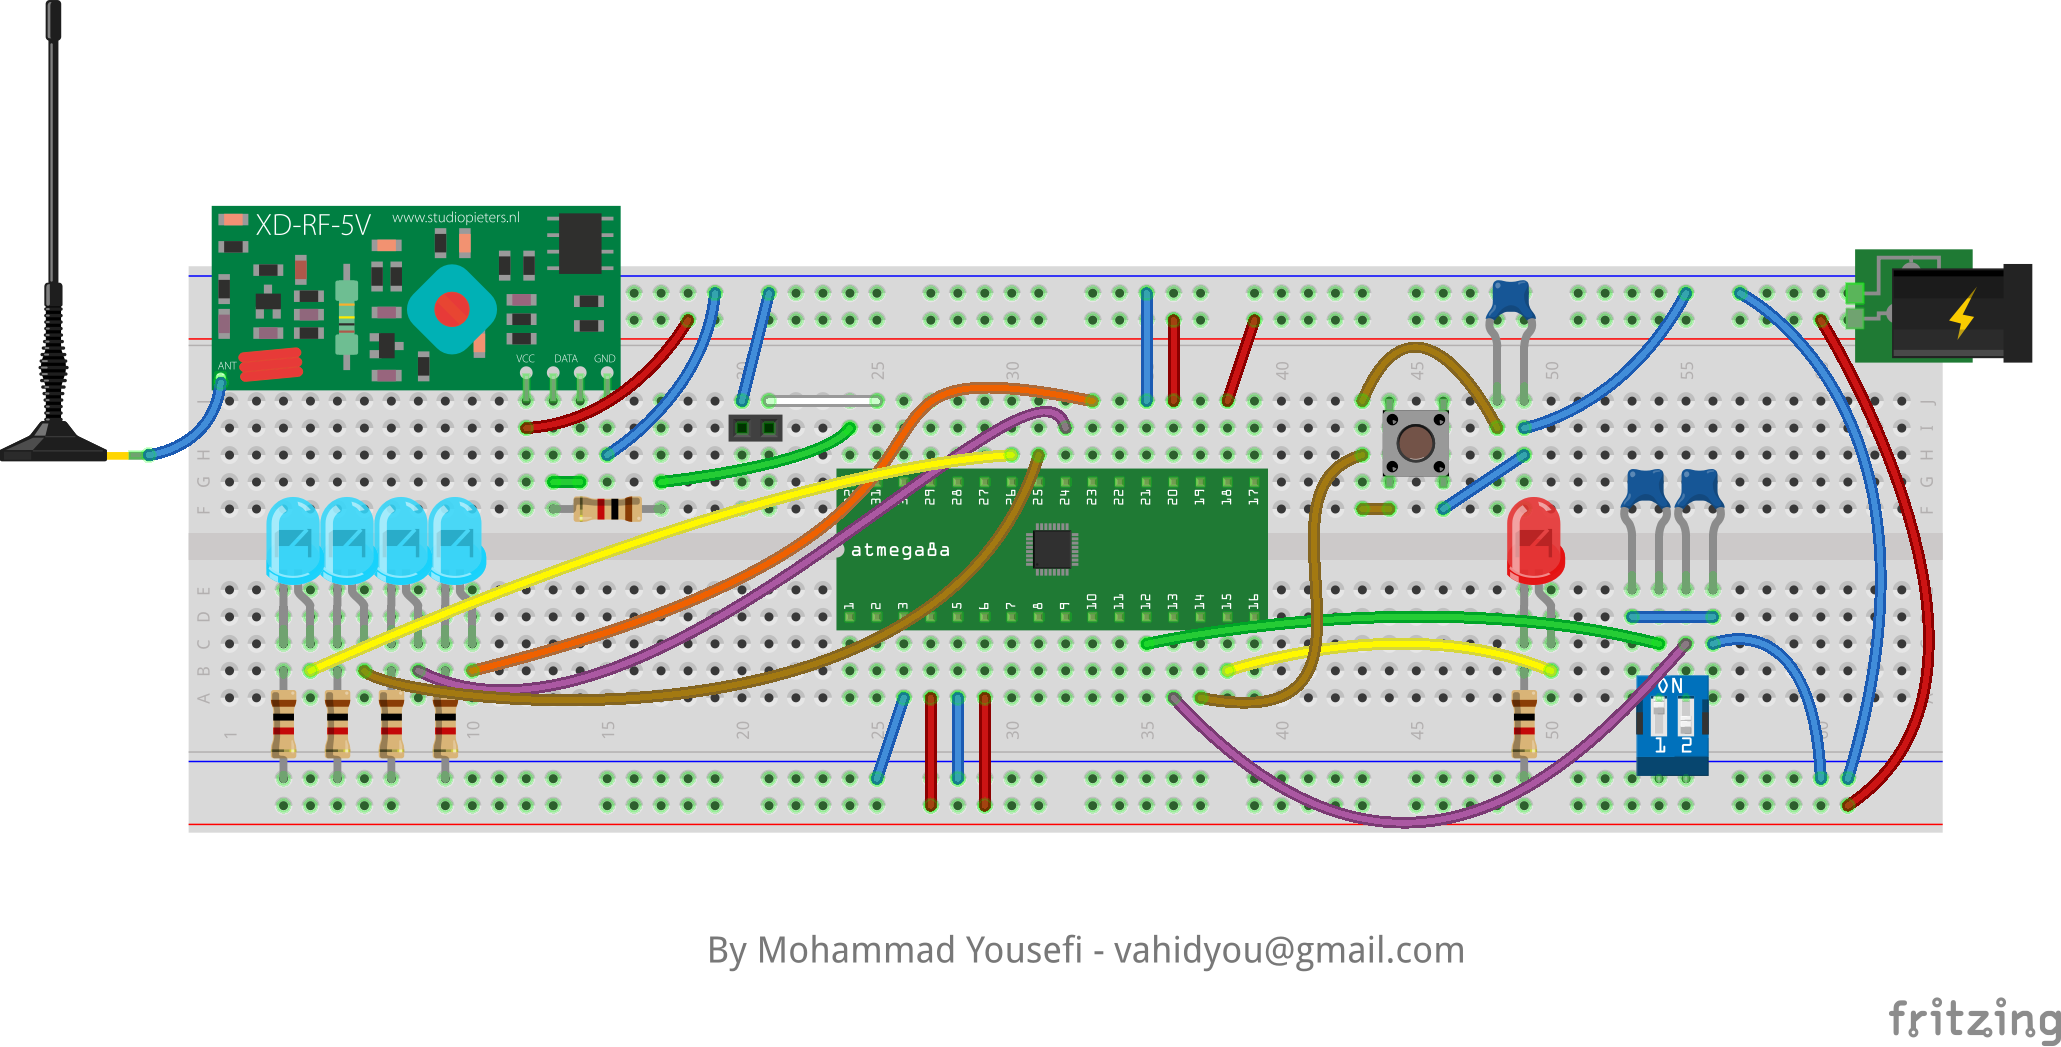 XD-RF-5V
www.studiopieters.nl
ANT
VCC DATA GND
20 25 30 40 45 50 55
J J
I I
H H
G G
F F
31 29 28 27 26 25 24 23 22 21 20 19 18 17
atmega8a
1 2 3 5 6 7 8 9 10 11 12 13 14 15 16
E
D
C
B
A
ON
1 2
1 10 15 20 25 30 35 40 45 50
By Mohammad Yousefi - vahidyou@gmail.com
fritzing